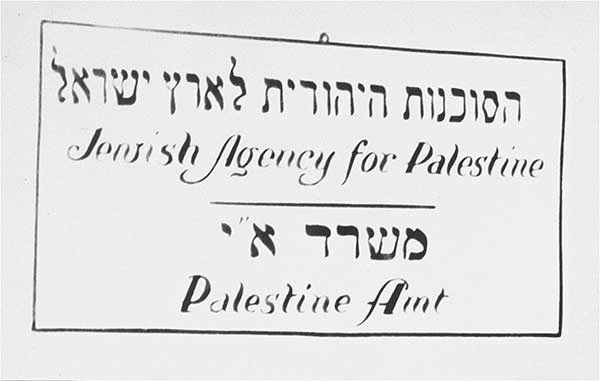 הסוכנות היהודית לארץ ישראל
Jewish Agency for Palestine
משרד א״י
Palestine Amt